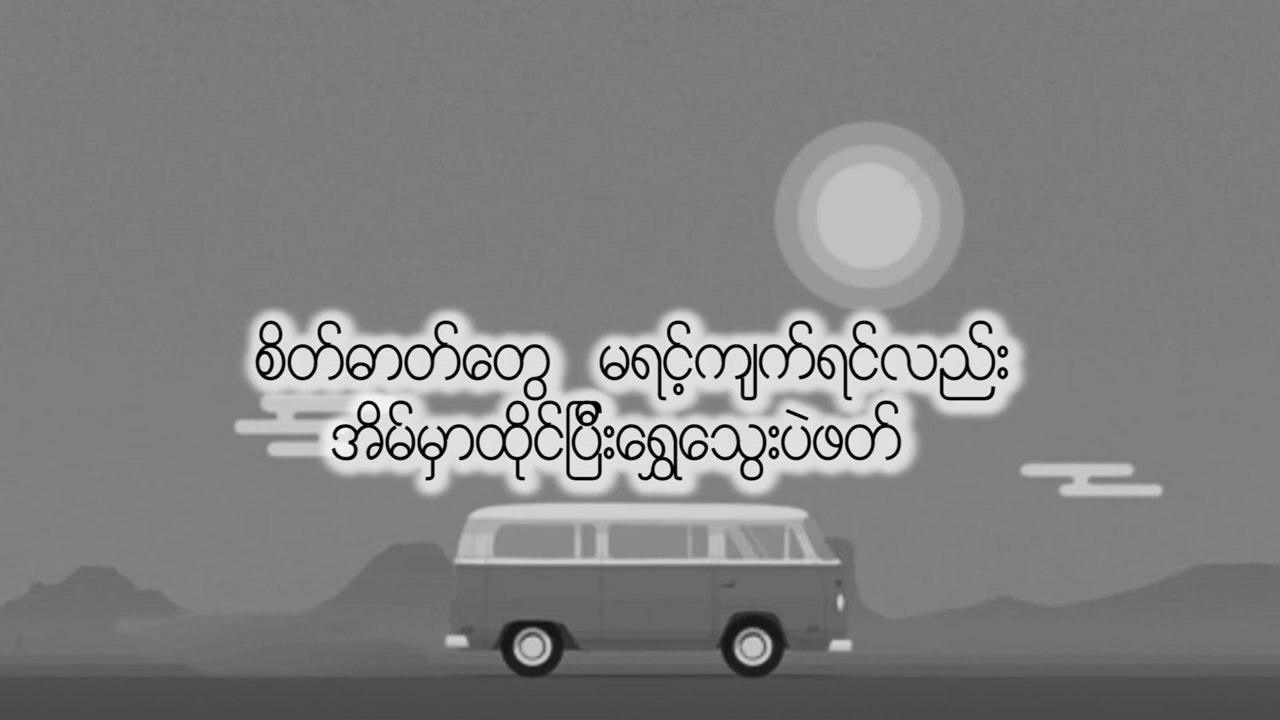 စိတ်ဓာတ်တွေ မရင့်ကျက်ရင်လည်း
အိမ်မှာထိုင်ပြီးရွှေသွေးပဲဖတ်